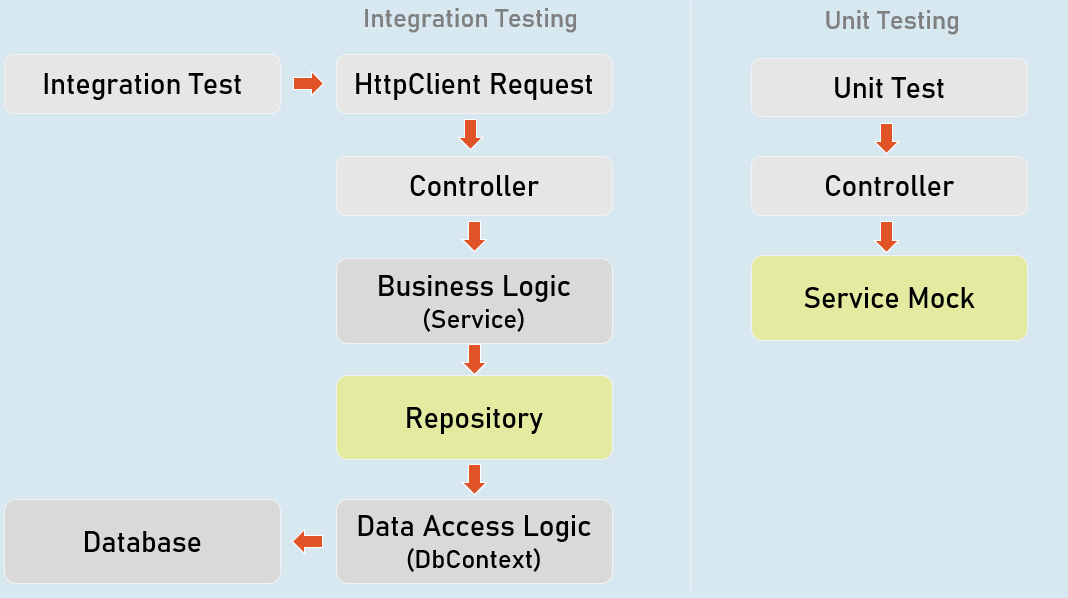 Integration Testing
Integration Test
HttpClient Request
Controller
Business Logic
(Service)
Repository
Data Access Logic
(DbContext)
Database
Unit Testing
Unit Test
Controller
Service Mock